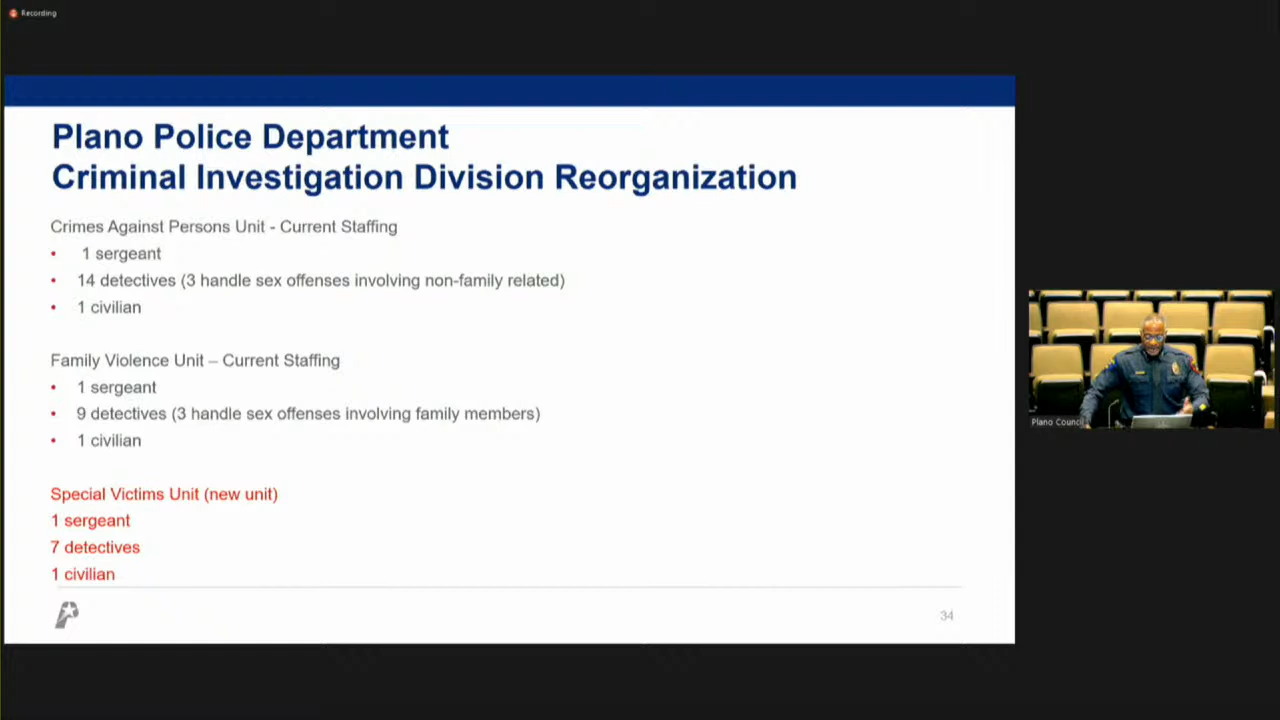 Recording
Plano Police Department
Criminal Investigation Division Reorganization
Crimes Against Persons Unit - Current Staffing
• 1 sergeant
• 14 detectives (3 handle sex offenses involving non-family related)
• 1 civilian
Family Violence Unit – Current Staffing
• 1 sergeant
• 9 detectives (3 handle sex offenses involving family members)
• 1 civilian
Special Victims Unit (new unit)
1 sergeant
7 detectives
1 civilian
34
Plano Council